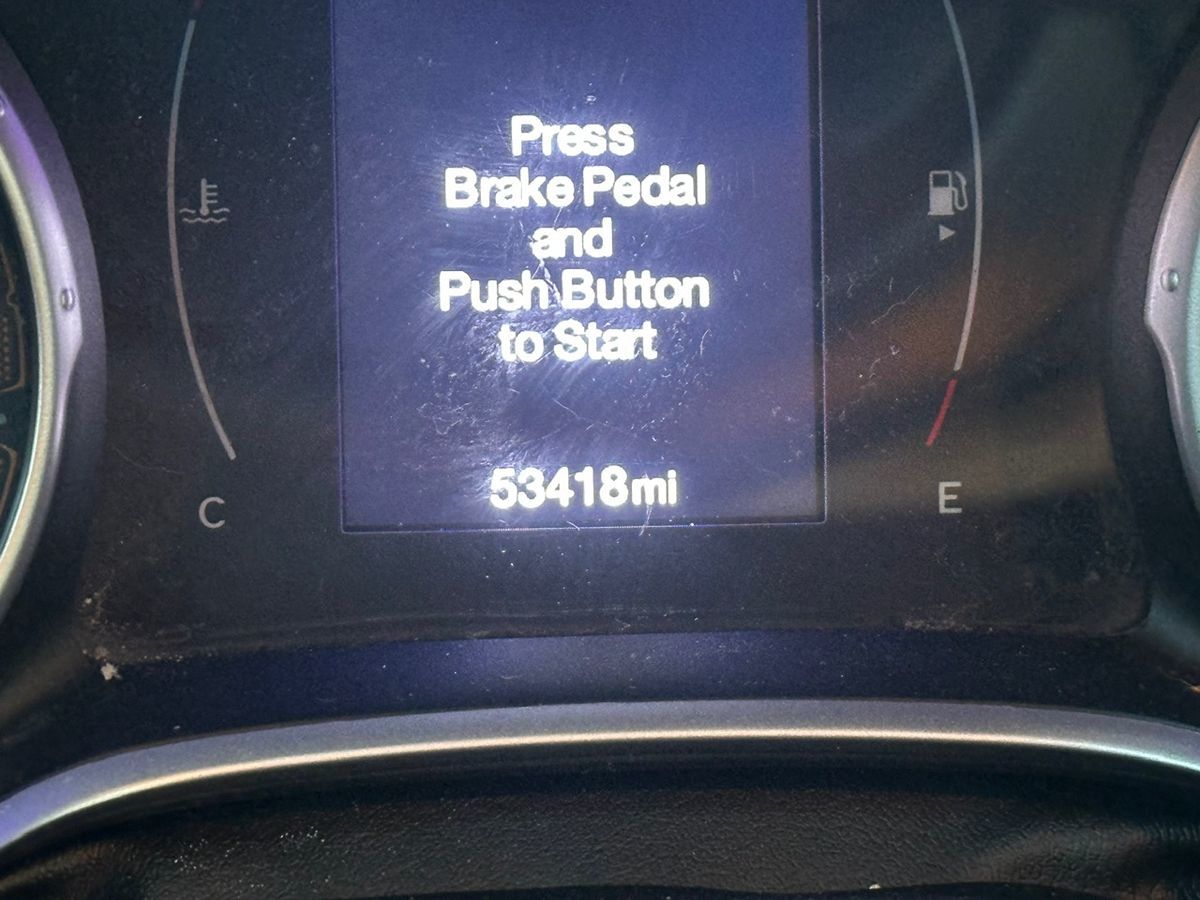 Press
Brake Pedal
and
Push Button
to Start
53418mi
C
E